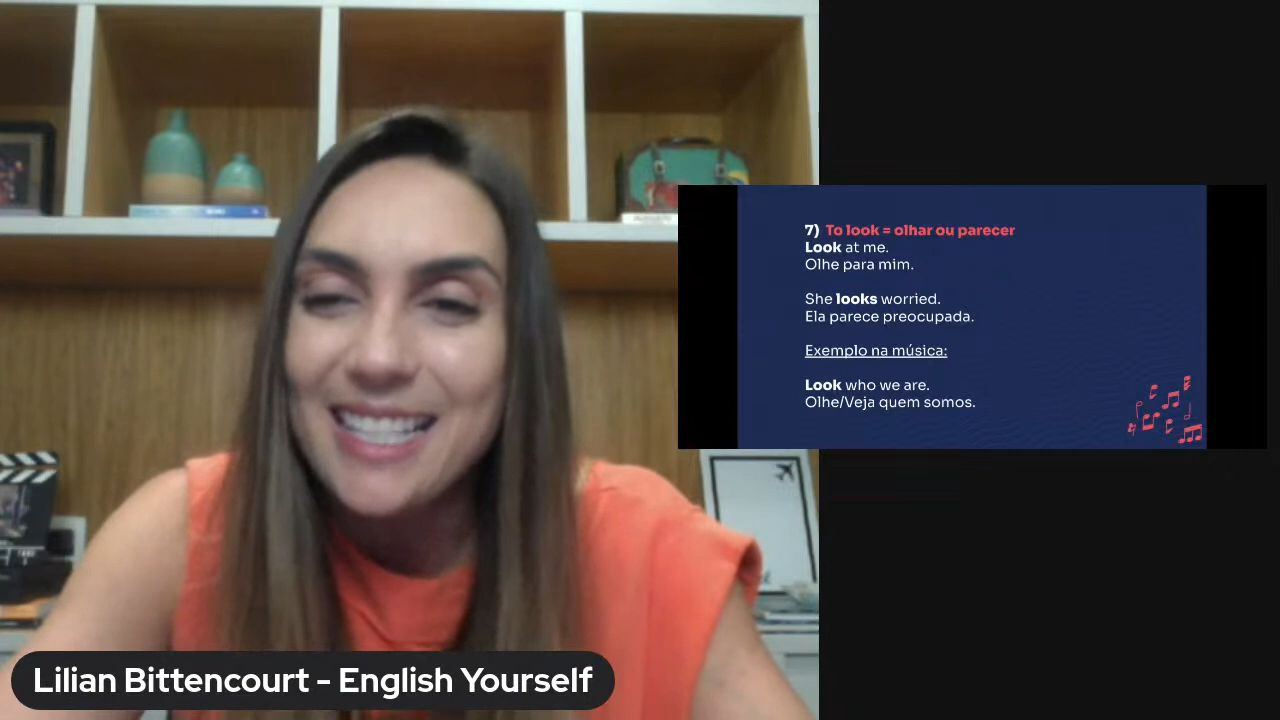 7) To look = olhar ou parecer
Look at me.
Olhe para mim.
She looks worried.
Ela parece preocupada.
Exemplo na música:
Look who we are.
Olhe/Veja quem somos.
Lilian Bittencourt - English Yourself